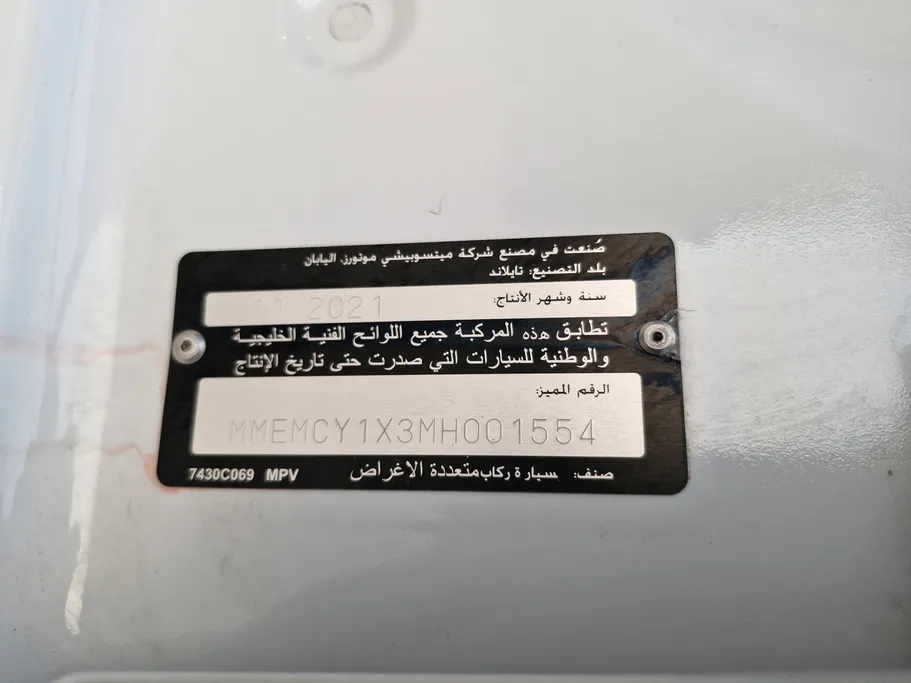 صُنعت في مصنع شركة ميتسوبيشي موتورز، اليابان
بلد التصنيع: تايلاند
سنة وشهر الأنتاج: 11 2021
تطابق هذه المركبة جميع اللوائح الفنية الخليجية
والوطنية للسيارات التي صدرت حتى تاريخ الإنتاج
الرقم المميز:
MMEMCY1X3MH001554
صنف: سيارة ركاب متعددة الاغراض 7430C069 MPV